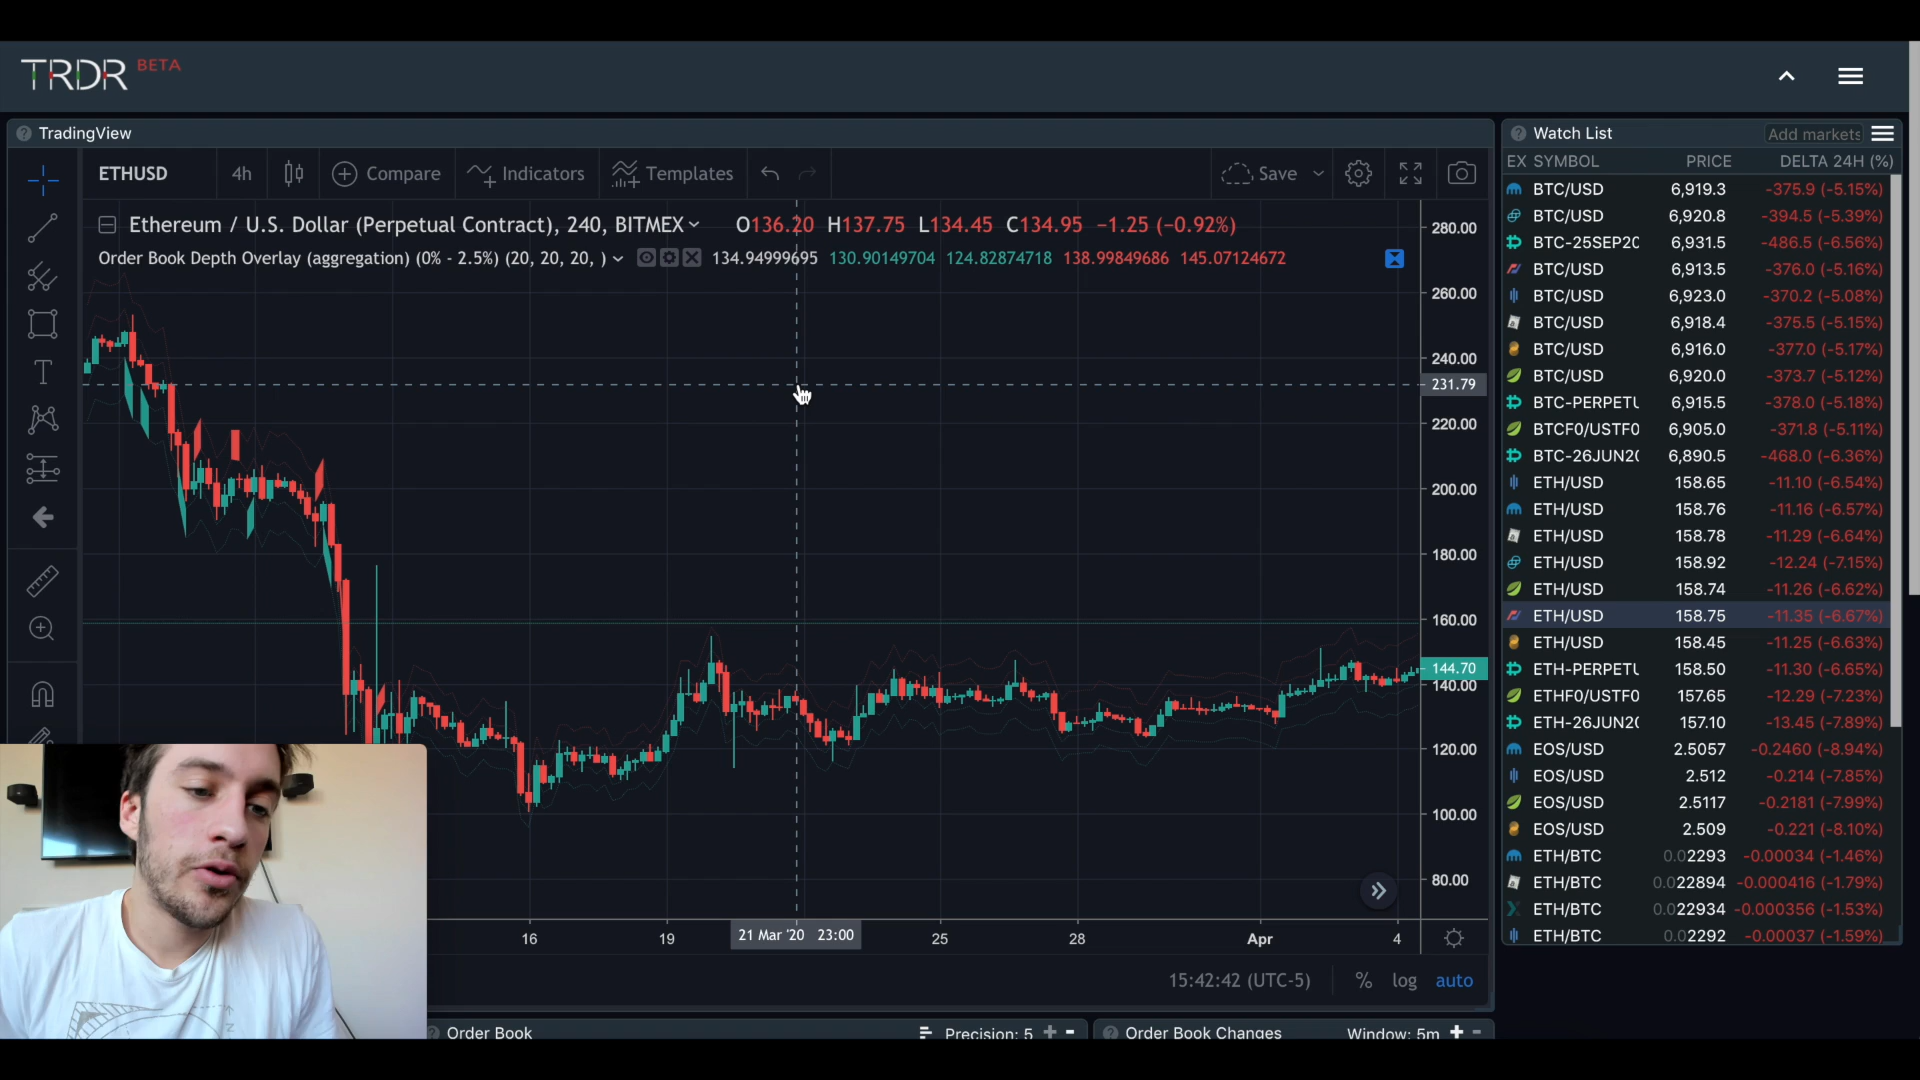 TRDR BETA
TradingView
ETHUSD 4h Compare Indicators Templates Save
Ethereum / U.S. Dollar (Perpetual Contract), 240, BITMEX O136.20 H137.75 L134.45 C134.95 −1.25 (−0.92%)
Order Book Depth Overlay (aggregation) (0% - 2.5%) (20, 20, 20, ) 134.94999695 130.90149704 124.82874718 138.99849686 145.07124672
280.00
260.00
240.00
231.79
220.00
200.00
180.00
160.00
144.70
140.00
120.00
100.00
80.00
16 19 21 Mar '20 23:00 25 28 Apr 4
15:42:42 (UTC-5) % log auto
Order Book Precision: 5 + -
Order Book Changes Window: 5m + -
Watch List Add markets
EX SYMBOL PRICE DELTA 24H (%)
BTC/USD 6,919.3 -375.9 (-5.15%)
BTC/USD 6,920.8 -394.5 (-5.39%)
BTC-25SEP20 6,931.5 -486.5 (-6.56%)
BTC/USD 6,913.5 -376.0 (-5.16%)
BTC/USD 6,923.0 -370.2 (-5.08%)
BTC/USD 6,918.4 -375.5 (-5.15%)
BTC/USD 6,916.0 -377.0 (-5.17%)
BTC/USD 6,920.0 -373.7 (-5.12%)
BTC-PERPETU 6,915.5 -378.0 (-5.18%)
BTCF0/USTF0 6,905.0 -371.8 (-5.11%)
BTC-26JUN20 6,890.5 -468.0 (-6.36%)
ETH/USD 158.65 -11.10 (-6.54%)
ETH/USD 158.76 -11.16 (-6.57%)
ETH/USD 158.78 -11.29 (-6.64%)
ETH/USD 158.92 -12.24 (-7.15%)
ETH/USD 158.74 -11.26 (-6.62%)
ETH/USD 158.75 -11.35 (-6.67%)
ETH/USD 158.45 -11.25 (-6.63%)
ETH-PERPETU 158.50 -11.30 (-6.65%)
ETHF0/USTF0 157.65 -12.29 (-7.23%)
ETH-26JUN20 157.10 -13.45 (-7.89%)
EOS/USD 2.5057 -0.2460 (-8.94%)
EOS/USD 2.512 -0.214 (-7.85%)
EOS/USD 2.5117 -0.2181 (-7.99%)
EOS/USD 2.509 -0.221 (-8.10%)
ETH/BTC 0.02293 -0.00034 (-1.46%)
ETH/BTC 0.022894 -0.000416 (-1.79%)
ETH/BTC 0.022934 -0.000356 (-1.53%)
ETH/BTC 0.02292 -0.00037 (-1.59%)